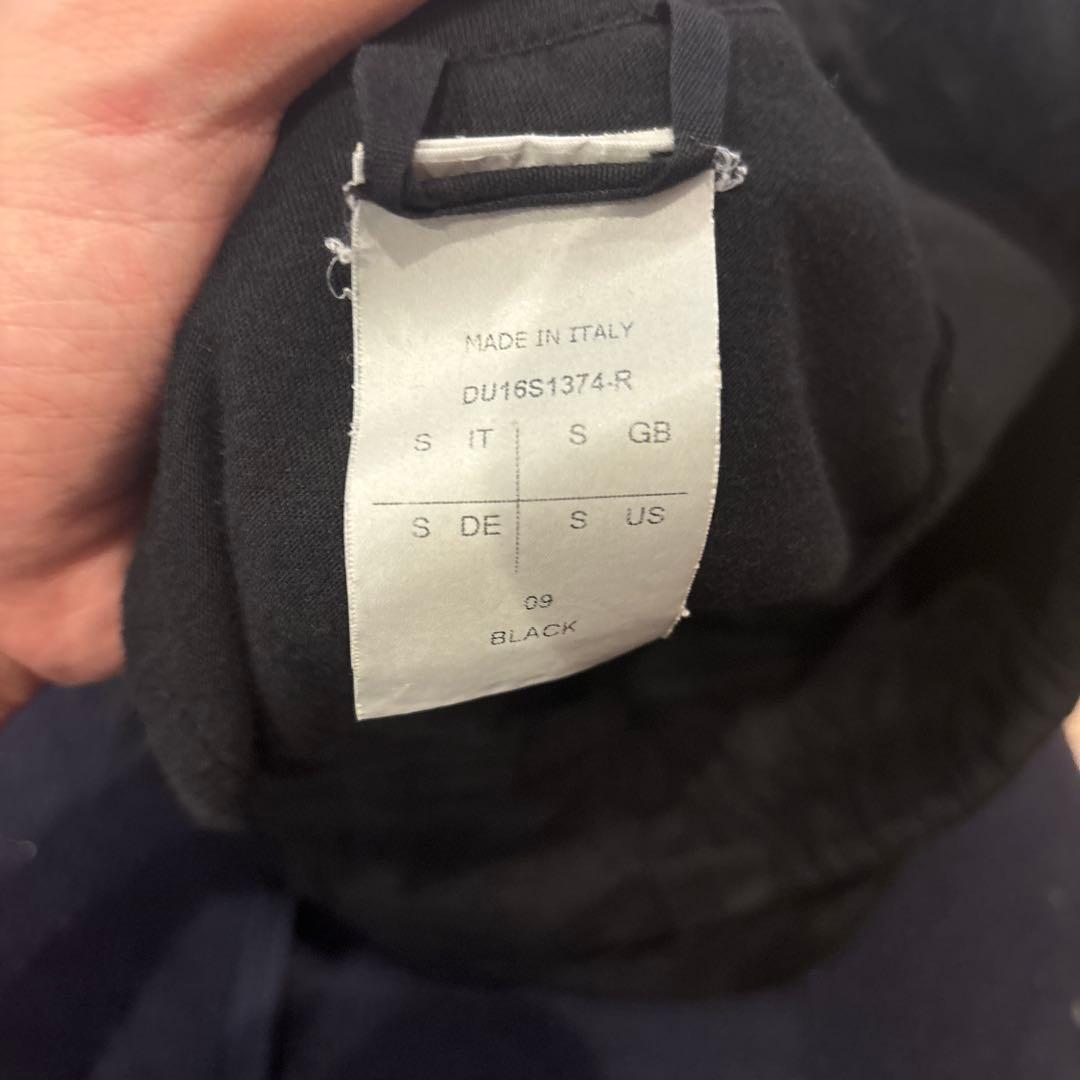 MADE IN ITALY
DU16S1374-R
S IT S GB
S DE S US
09
BLACK